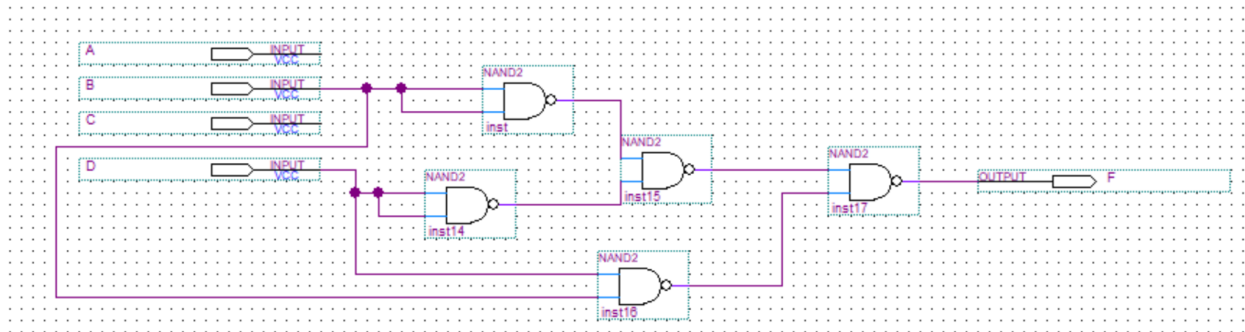 A INPUT VCC
B INPUT VCC
C INPUT VCC
D INPUT VCC
NAND2
inst
NAND2
inst14
NAND2
inst15
NAND2
inst16
NAND2
inst17
OUTPUT F